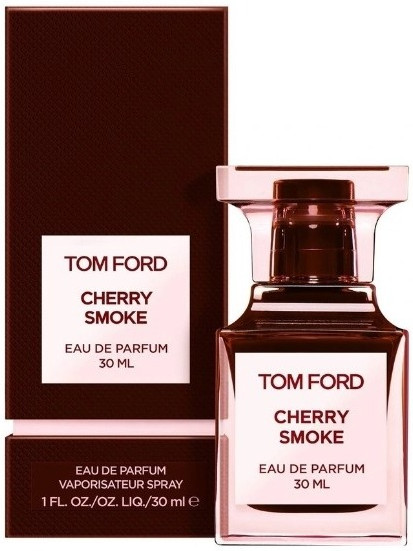 TOM FORD
CHERRY
SMOKE
EAU DE PARFUM
30 ML
EAU DE PARFUM
VAPORISATEUR SPRAY
1 FL. OZ./OZ. LIQ./30 ml ℮
TOM FORD
CHERRY
SMOKE
EAU DE PARFUM
30 ML